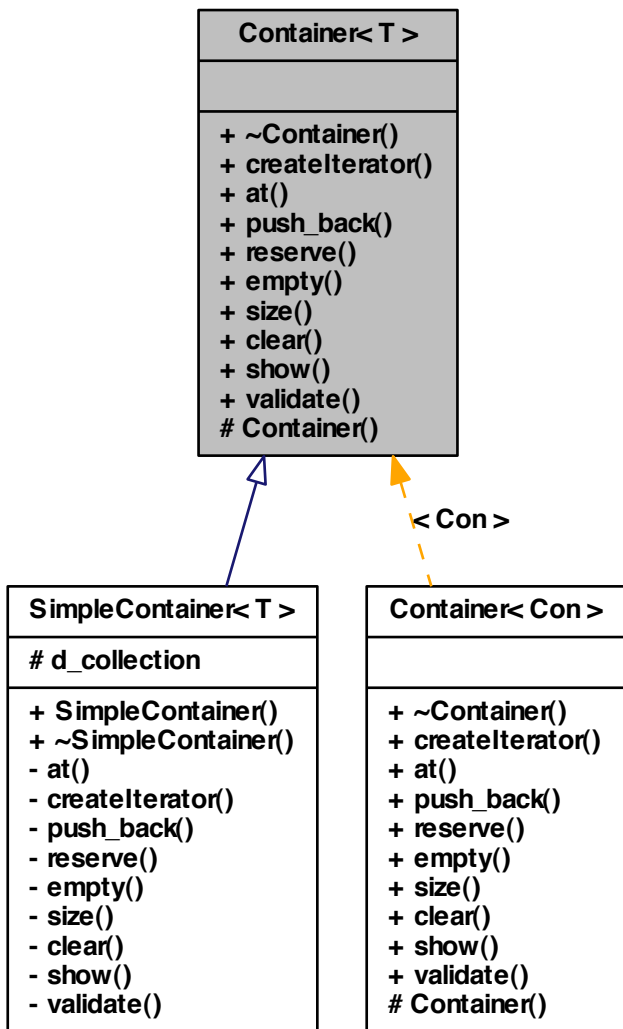 Container< T >
+ ~Container()
+ createIterator()
+ at()
+ push_back()
+ reserve()
+ empty()
+ size()
+ clear()
+ show()
+ validate()
# Container()
< Con >
SimpleContainer< T >
# d_collection
+ SimpleContainer()
+ ~SimpleContainer()
- at()
- createIterator()
- push_back()
- reserve()
- empty()
- size()
- clear()
- show()
- validate()
Container< Con >
+ ~Container()
+ createIterator()
+ at()
+ push_back()
+ reserve()
+ empty()
+ size()
+ clear()
+ show()
+ validate()
# Container()